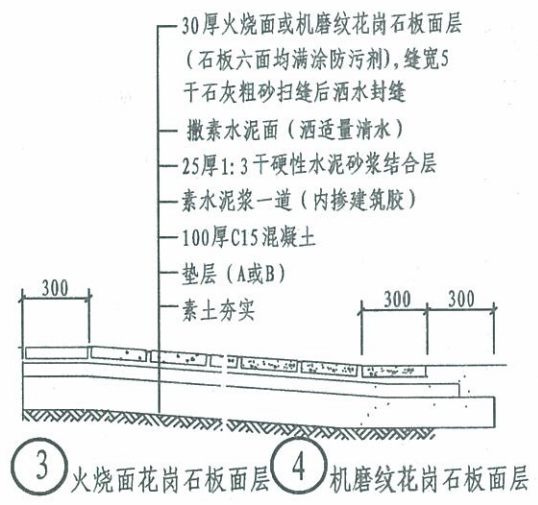 30厚火烧面或机磨纹花岗石板面层
(石板六面均满涂防污剂),缝宽5
干石灰粗砂扫缝后洒水封缝
撒素水泥面(洒适量清水)
25厚1:3干硬性水泥砂浆结合层
素水泥浆一道(内掺建筑胶)
100厚C15混凝土
垫层(A或B)
素土夯实
300
300
300
3 火烧面花岗石板面层
4 机磨纹花岗石板面层